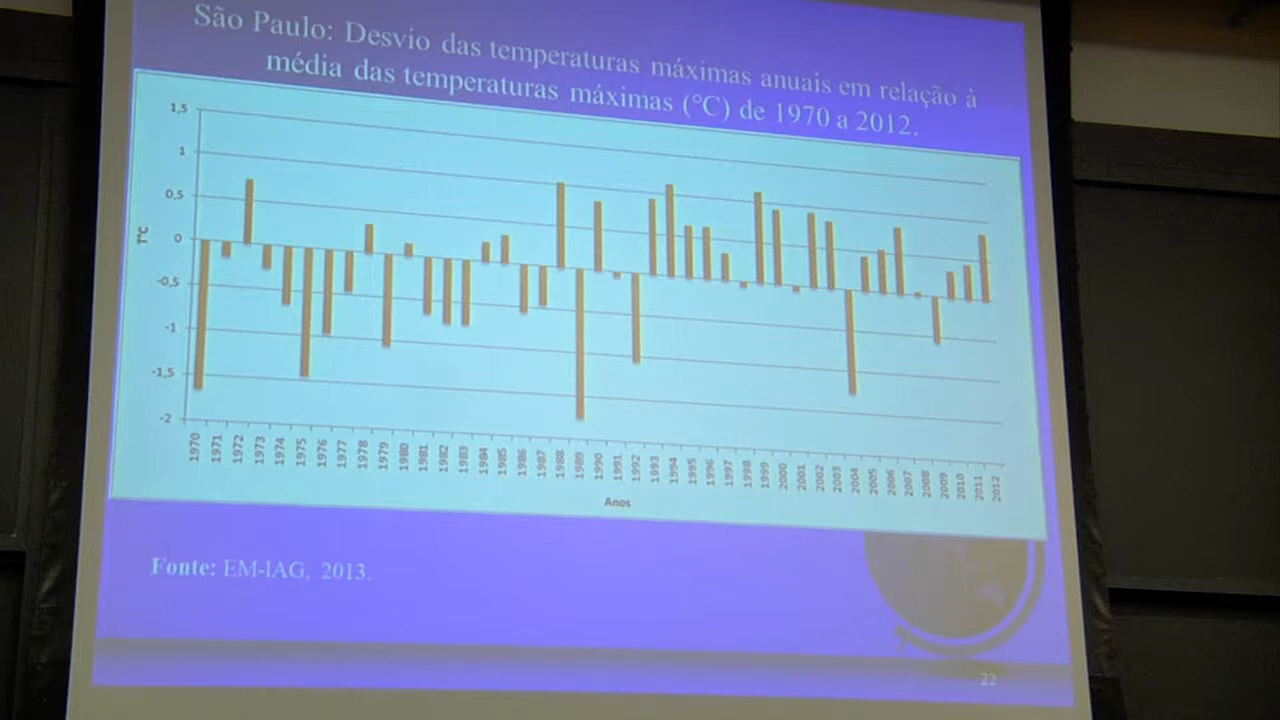 São Paulo: Desvio das temperaturas máximas anuais em relação à
média das temperaturas máximas (°C) de 1970 a 2012.
1,5
1
0,5
0
-0,5
-1
-1,5
-2
T°C
1970 1971 1972 1973 1974 1975 1976 1977 1978 1979 1980 1981 1982 1983 1984 1985 1986 1987 1988 1989 1990 1991 1992 1993 1994 1995 1996 1997 1998 1999 2000 2001 2002 2003 2004 2005 2006 2007 2008 2009 2010 2011 2012
Anos
Fonte: EM-IAG, 2013.
22